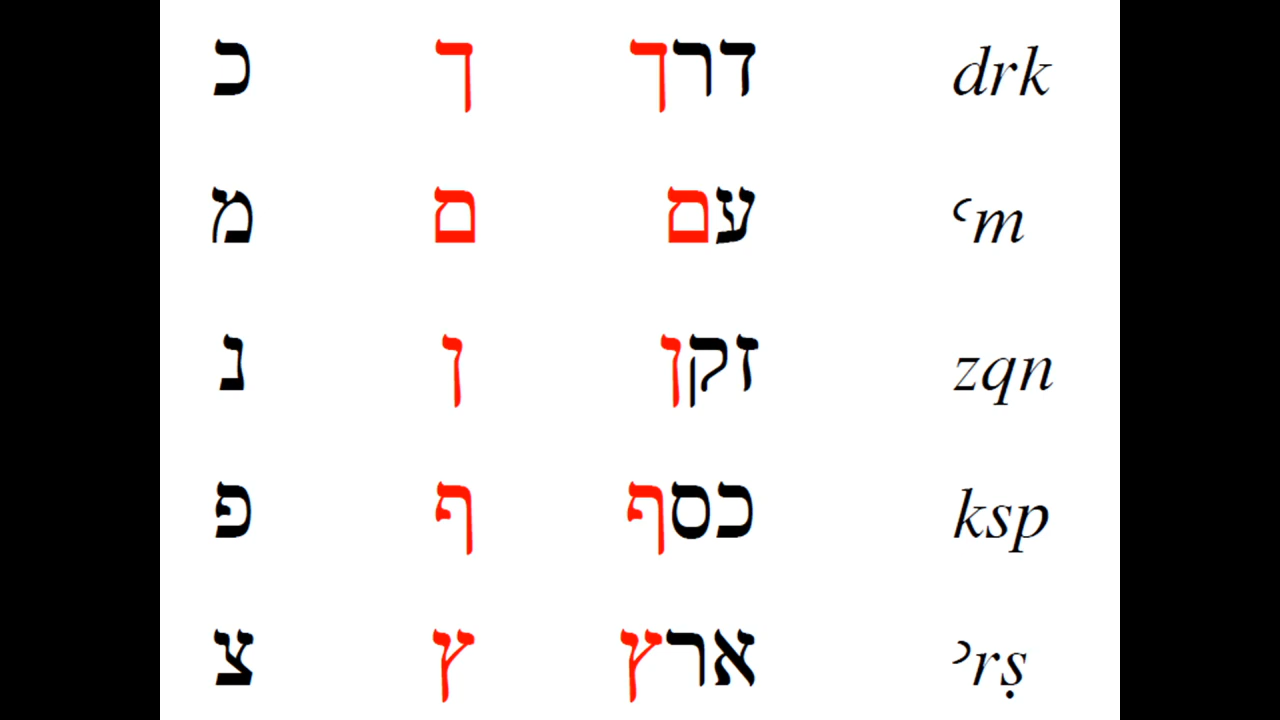 כ ך דרך drk
מ ם עם ʿm
נ ן זקן zqn
פ ף כסף ksp
צ ץ ארץ ʾrṣ